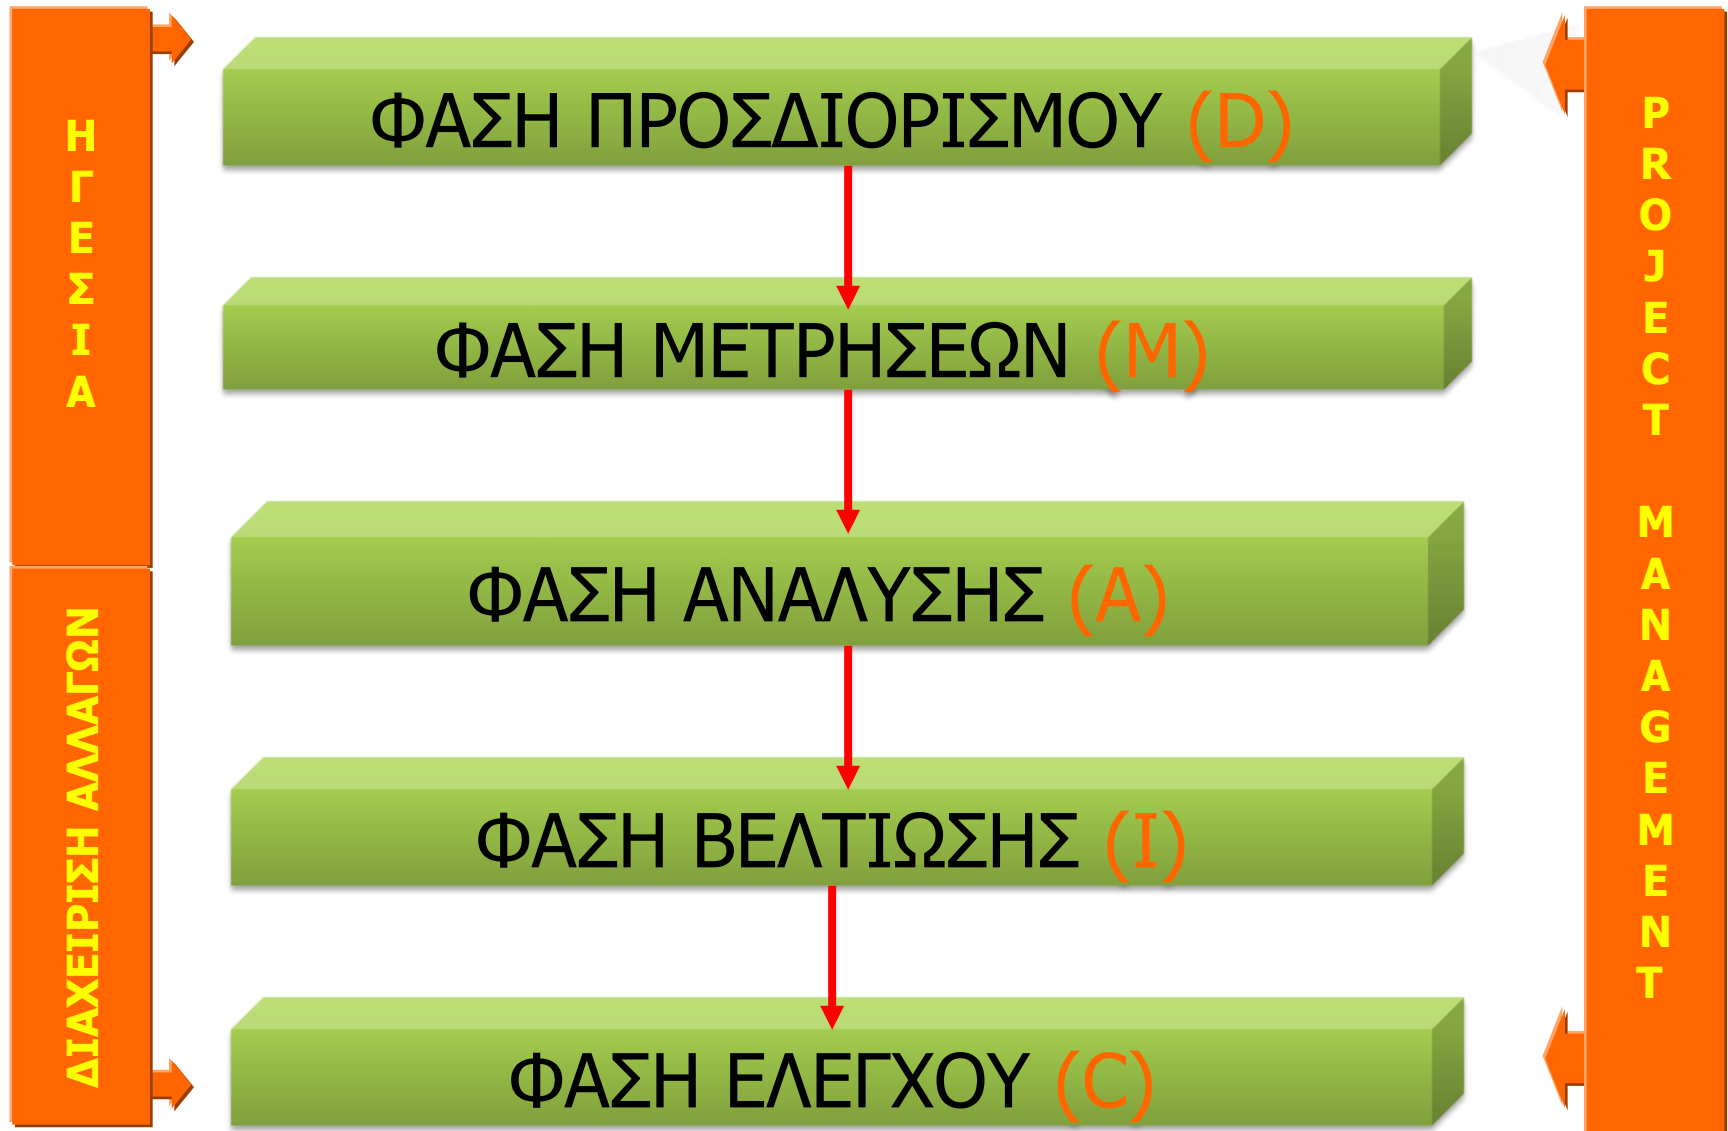 ΗΓΕΣΙΑ
ΔΙΑΧΕΙΡΙΣΗ ΑΛΛΑΓΩΝ
ΦΑΣΗ ΠΡΟΣΔΙΟΡΙΣΜΟΥ (D)
ΦΑΣΗ ΜΕΤΡΗΣΕΩΝ (M)
ΦΑΣΗ ΑΝΑΛΥΣΗΣ (A)
ΦΑΣΗ ΒΕΛΤΙΩΣΗΣ (I)
ΦΑΣΗ ΕΛΕΓΧΟΥ (C)
PROJECT MANAGEMENT